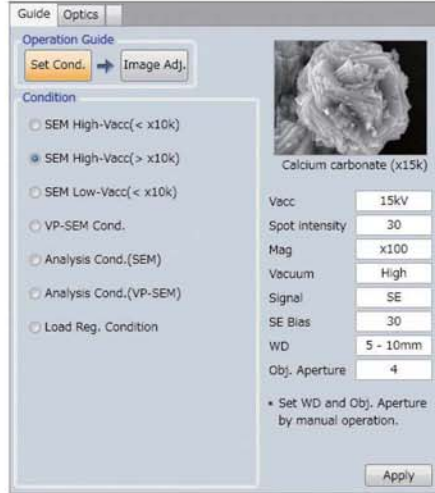 Guide Optics
Operation Guide
Set Cond. Image Adj.
Condition
SEM High-Vacc(< x10k)
SEM High-Vacc(> x10k)
SEM Low-Vacc(< x10k)
VP-SEM Cond.
Analysis Cond.(SEM)
Analysis Cond.(VP-SEM)
Load Reg. Condition
Calcium carbonate (x15k)
Vacc 15kV
Spot intensity 30
Mag x100
Vacuum High
Signal SE
SE Bias 30
WD 5 - 10mm
Obj. Aperture 4
* Set WD and Obj. Aperture
by manual operation.
Apply